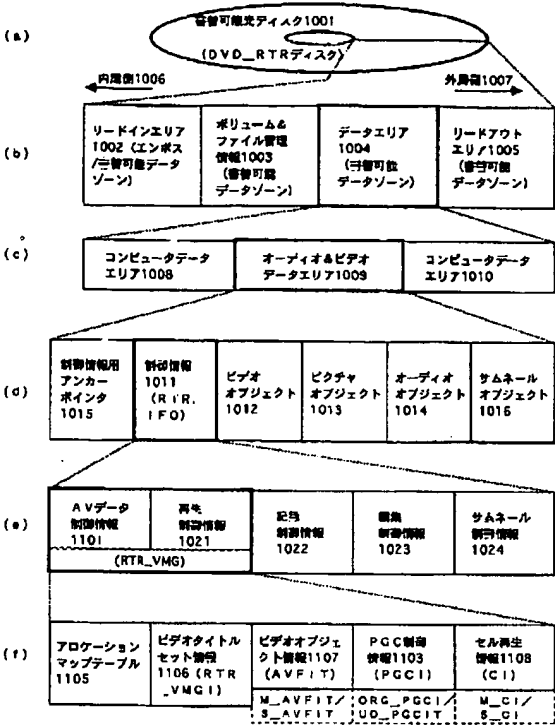 (a)
書替可能光ディスク1001
(DVD_RTRディスク)
内周側1006
外周側1007
(b)
リードインエリア
1002 (エンボス
/書替可能データ
ゾーン)
ボリューム&
ファイル管理
情報1003
(書替可能
データゾーン)
データエリア
1004
(書替可能
データゾーン)
リードアウト
エリア1005
(書替可能
データゾーン)
(c)
コンピュータデータ
エリア1008
オーディオ&ビデオ
データエリア1009
コンピュータデータ
エリア1010
(d)
制御情報用
アンカー
ポインタ
1015
制御情報
1011
(RTR.
IFO)
ビデオ
オブジェクト
1012
ピクチャ
オブジェクト
1013
オーディオ
オブジェクト
1014
サムネール
オブジェクト
1016
(e)
AVデータ
制御情報
1101
再生
制御情報
1021
(RTR_VMG)
記録
制御情報
1022
編集
制御情報
1023
サムネール
制御情報
1024
(f)
アロケーション
マップテーブル
1105
ビデオタイトル
セット情報
1106 (RTR
_VMGI)
ビデオオブジェ
クト情報1107
(AVFIT)
M_AVFIT/
S_AVFIT
PGC制御
情報1103
(PGCI)
ORG_PGCI/
UD_PGCIT
セル再生
情報1108
(CI)
M_CI/
S_CI